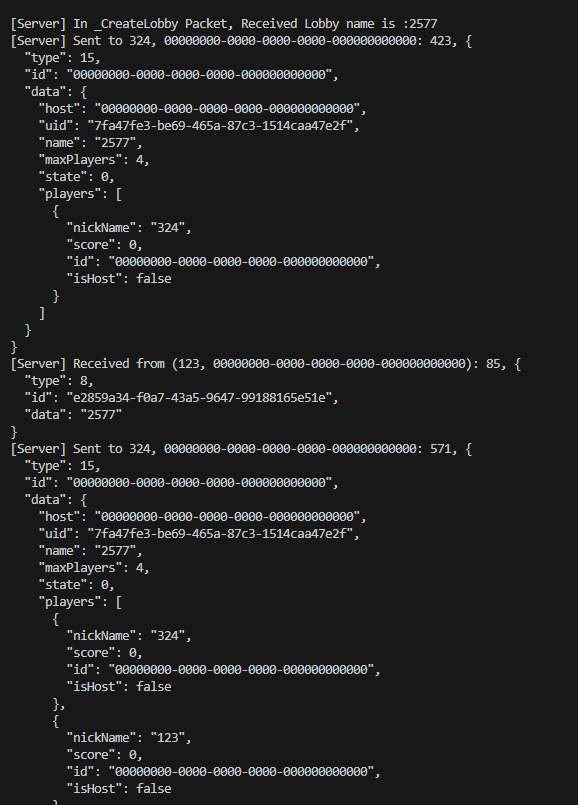 [Server] In _CreateLobby Packet, Received Lobby name is :2577
[Server] Sent to 324, 00000000-0000-0000-0000-000000000000: 423, {
  "type": 15,
  "id": "00000000-0000-0000-0000-000000000000",
  "data": {
    "host": "00000000-0000-0000-0000-000000000000",
    "uid": "7fa47fe3-be69-465a-87c3-1514caa47e2f",
    "name": "2577",
    "maxPlayers": 4,
    "state": 0,
    "players": [
      {
        "nickName": "324",
        "score": 0,
        "id": "00000000-0000-0000-0000-000000000000",
        "isHost": false
      }
    ]
  }
}
[Server] Received from (123, 00000000-0000-0000-0000-000000000000): 85, {
  "type": 8,
  "id": "e2859a34-f0a7-43a5-9647-99188165e51e",
  "data": "2577"
}
[Server] Sent to 324, 00000000-0000-0000-0000-000000000000: 571, {
  "type": 15,
  "id": "00000000-0000-0000-0000-000000000000",
  "data": {
    "host": "00000000-0000-0000-0000-000000000000",
    "uid": "7fa47fe3-be69-465a-87c3-1514caa47e2f",
    "name": "2577",
    "maxPlayers": 4,
    "state": 0,
    "players": [
      {
        "nickName": "324",
        "score": 0,
        "id": "00000000-0000-0000-0000-000000000000",
        "isHost": false
      },
      {
        "nickName": "123",
        "score": 0,
        "id": "00000000-0000-0000-0000-000000000000",
        "isHost": false
      }